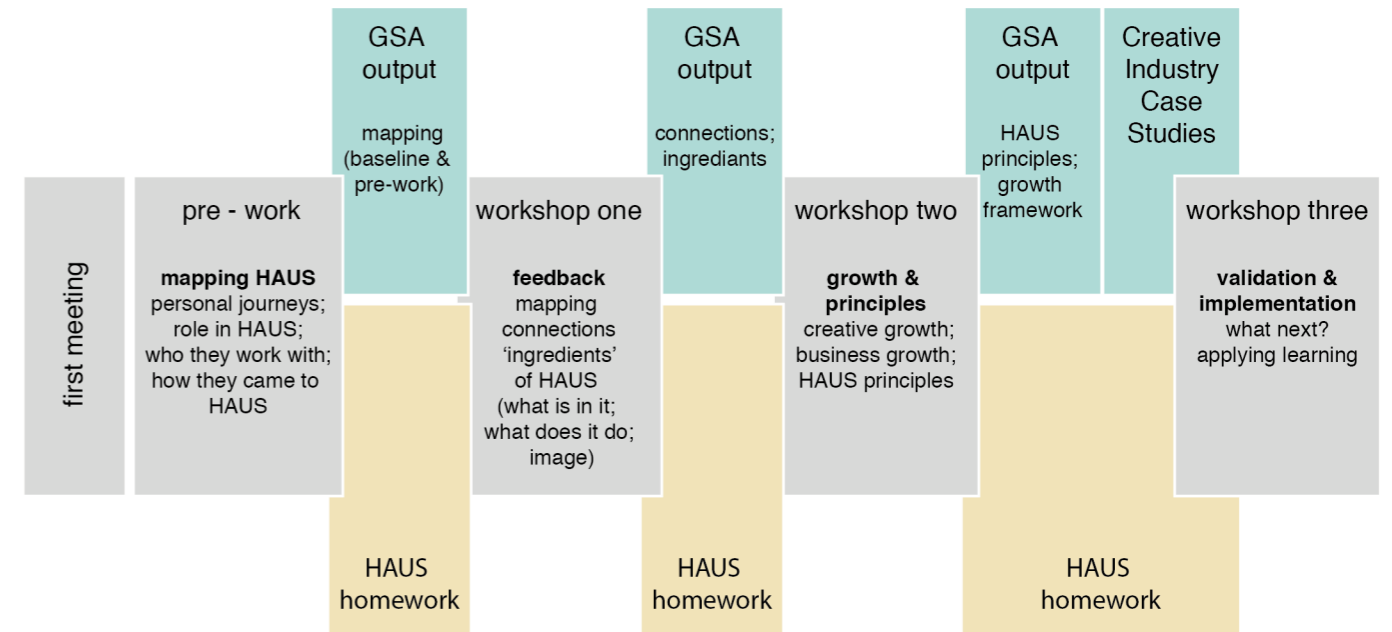 first meeting
pre - work
mapping HAUS
personal journeys;
role in HAUS;
who they work with;
how they came to
HAUS
GSA
output
mapping
(baseline &
pre-work)
HAUS
homework
workshop one
feedback
mapping
connections
‘ingredients’
of HAUS
(what is in it;
what does it do;
image)
GSA
output
connections;
ingrediants
HAUS
homework
workshop two
growth &
principles
creative growth;
business growth;
HAUS principles
GSA
output
HAUS
principles;
growth
framework
Creative
Industry
Case
Studies
HAUS
homework
workshop three
validation &
implementation
what next?
applying learning